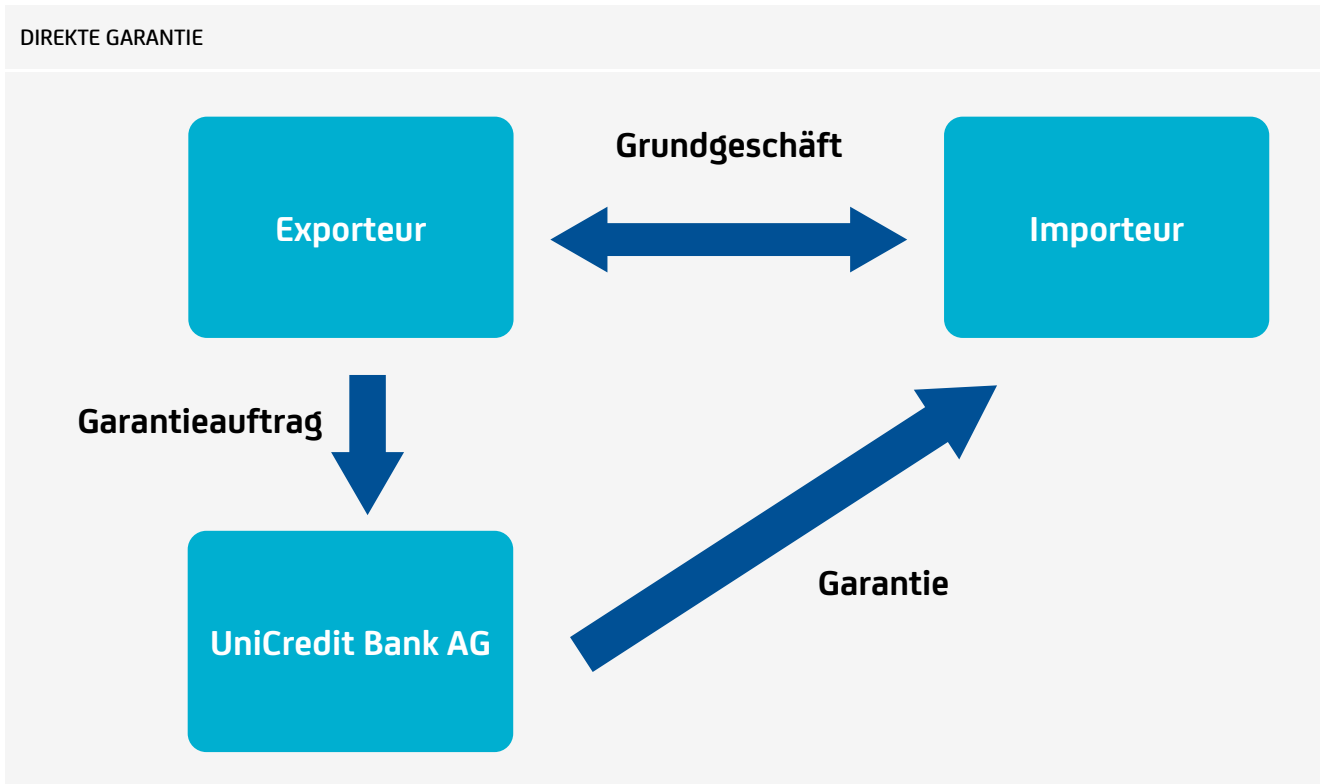 DIREKTE GARANTIE
Grundgeschäft
Exporteur
Importeur
Garantieauftrag
Garantie
UniCredit Bank AG